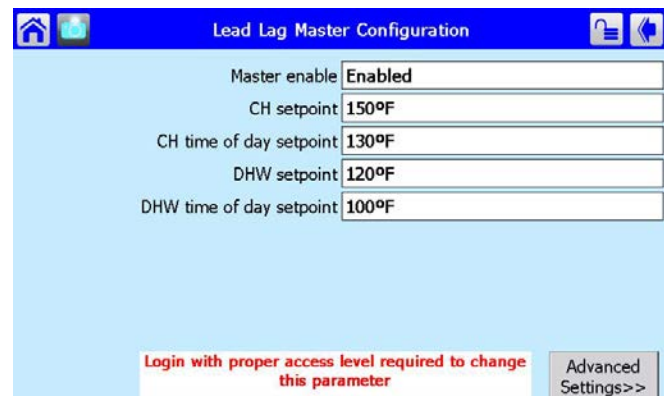 Lead Lag Master Configuration
Master enable Enabled
CH setpoint 150ºF
CH time of day setpoint 130ºF
DHW setpoint 120ºF
DHW time of day setpoint 100ºF
Login with proper access level required to change
this parameter
Advanced
Settings>>